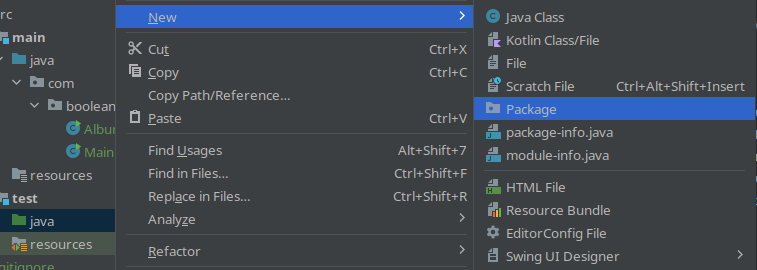 rc
main
java
com
boolean
Albu
Main
resources
test
java
resources
gitignore
New
Cut Ctrl+X
Copy Ctrl+C
Copy Path/Reference...
Paste Ctrl+V
Find Usages Alt+Shift+7
Find in Files... Ctrl+Shift+F
Replace in Files... Ctrl+Shift+R
Analyze
Refactor
Java Class
Kotlin Class/File
File
Scratch File Ctrl+Alt+Shift+Insert
Package
package-info.java
module-info.java
HTML File
Resource Bundle
EditorConfig File
Swing UI Designer